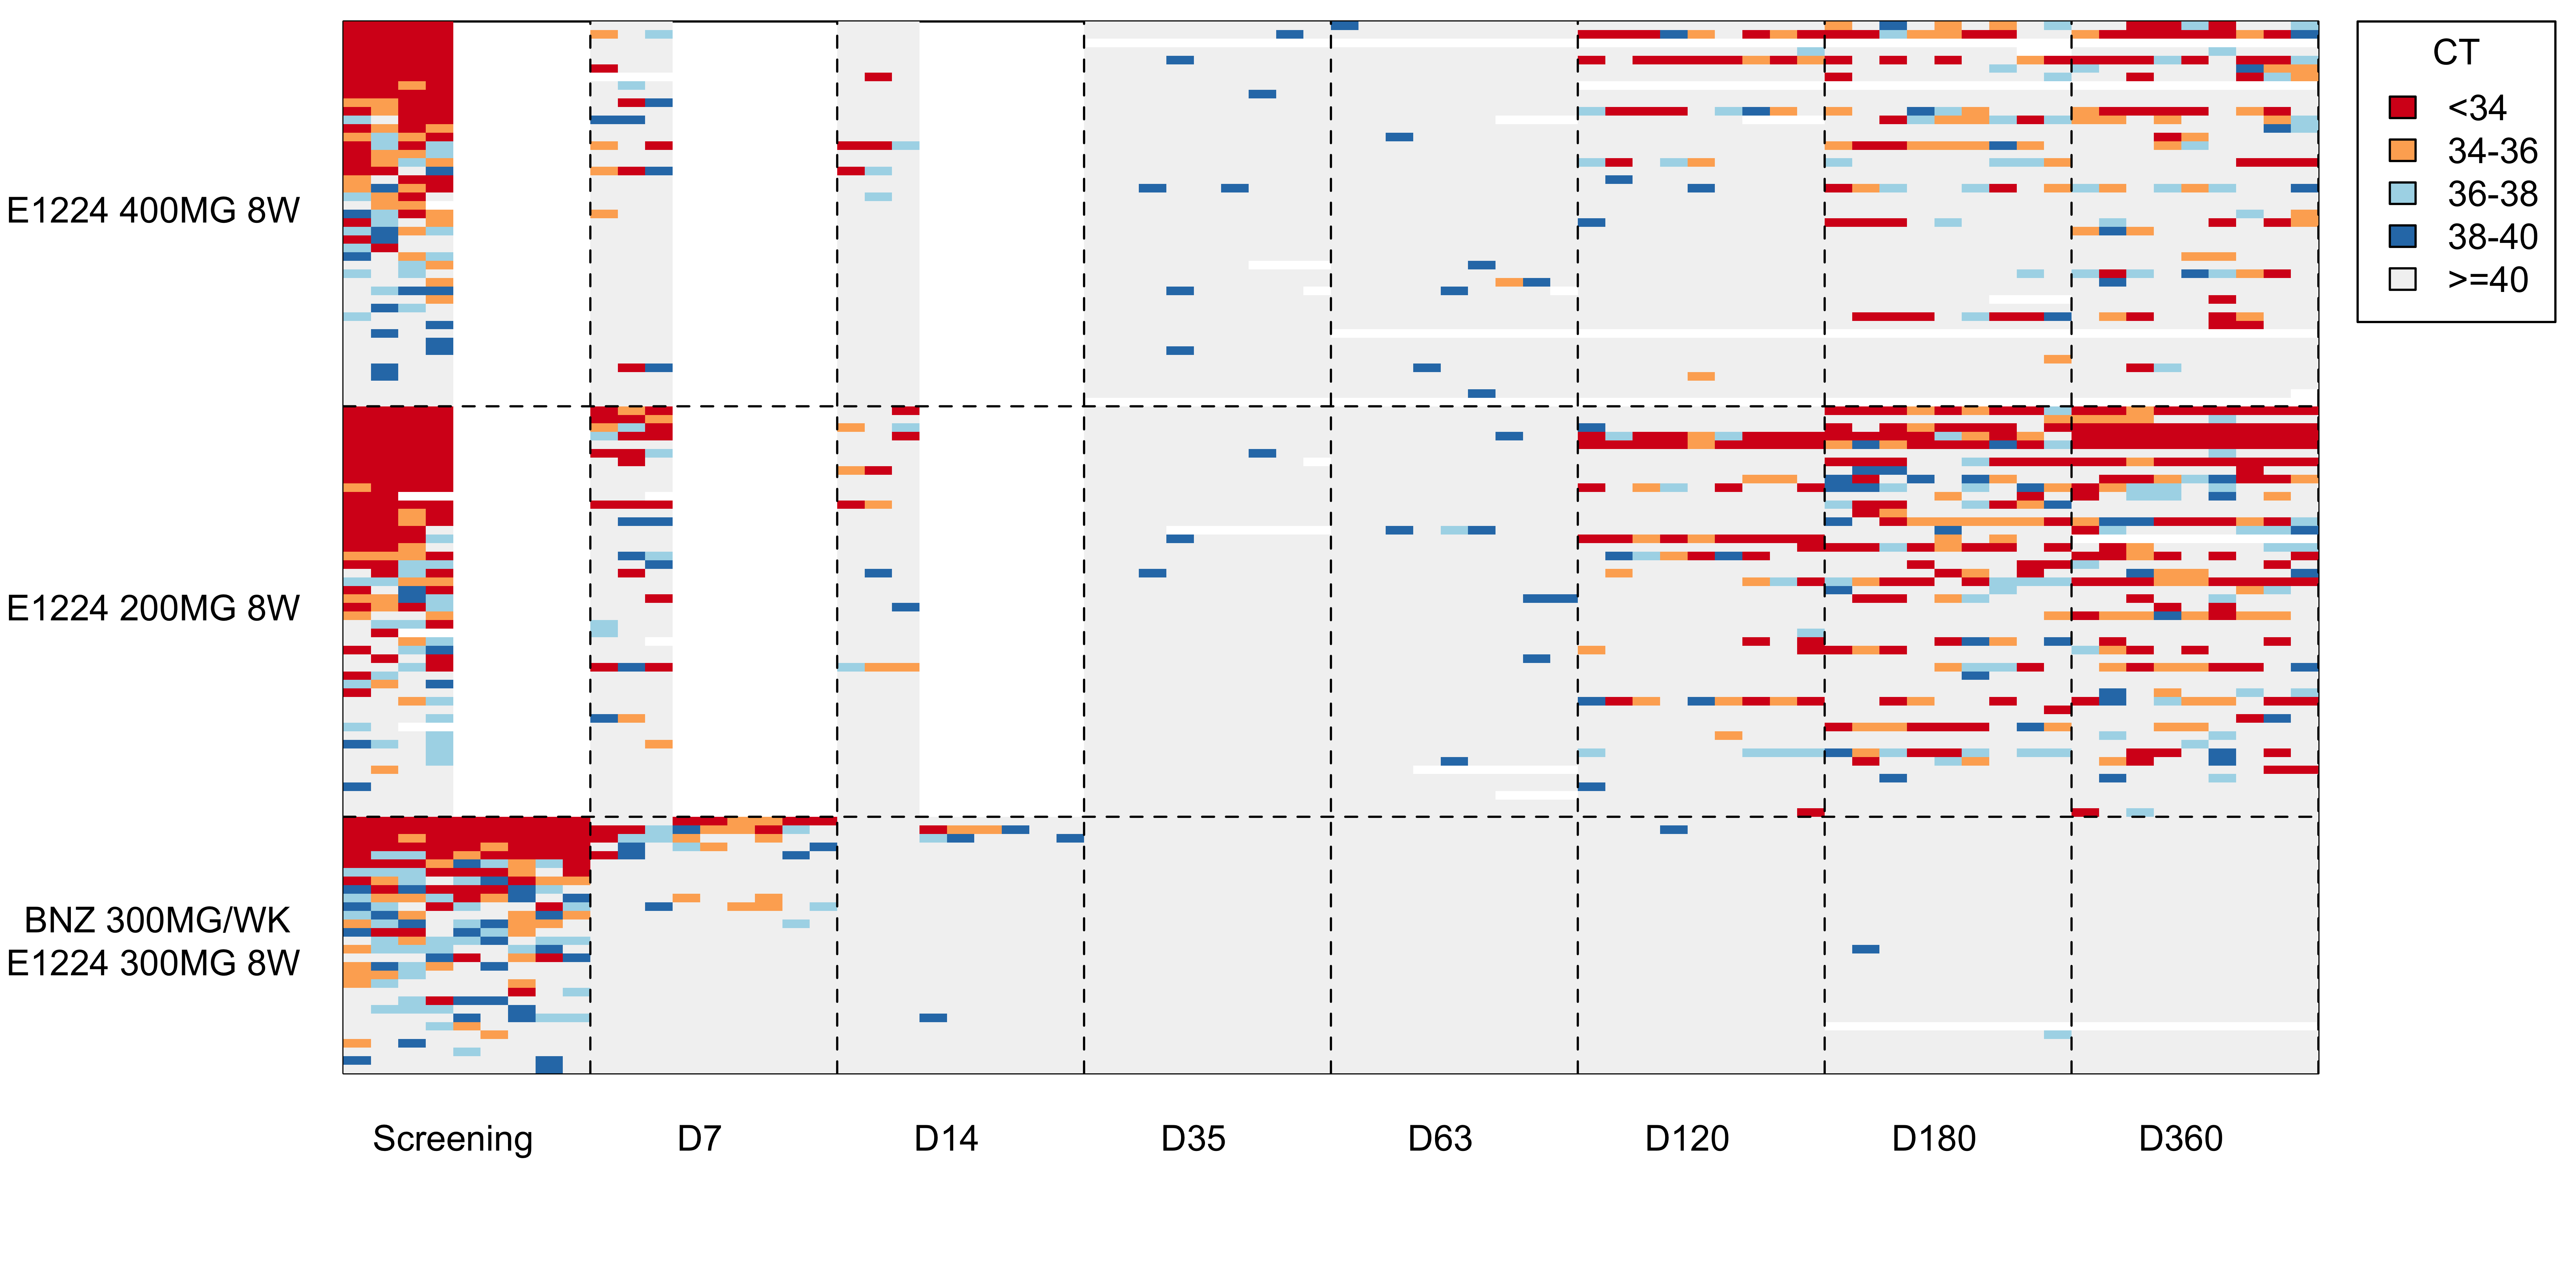 CT
<34
34-36
36-38
38-40
>=40
E1224 400MG 8W
E1224 200MG 8W
BNZ 300MG/WK
E1224 300MG 8W
Screening D7 D14 D35 D63 D120 D180 D360